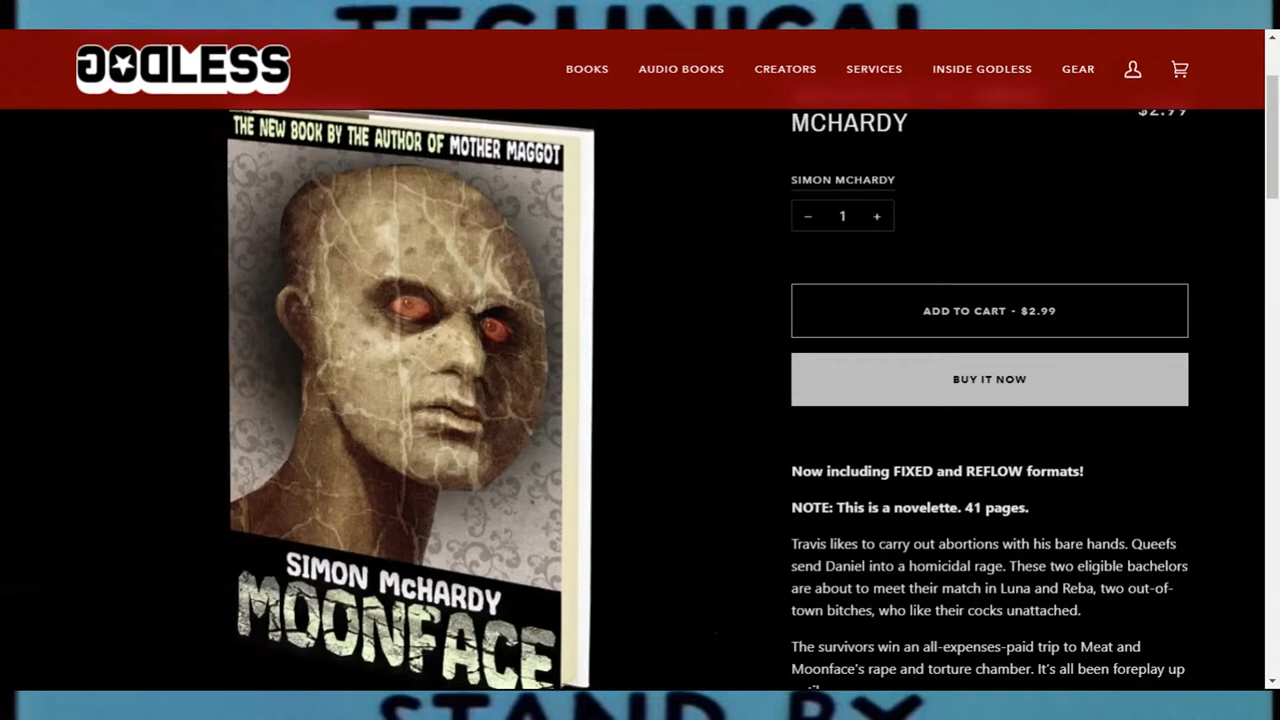 TECHNICAL
GODLESS
BOOKS AUDIO BOOKS CREATORS SERVICES INSIDE GODLESS GEAR
THE NEW BOOK BY THE AUTHOR OF MOTHER MAGGOT
SIMON McHARDY
MOONFACE
MCHARDY
$2.99
SIMON MCHARDY
− 1 +
ADD TO CART - $2.99
BUY IT NOW
Now including FIXED and REFLOW formats!
NOTE: This is a novelette. 41 pages.
Travis likes to carry out abortions with his bare hands. Queefs
send Daniel into a homicidal rage. These two eligible bachelors
are about to meet their match in Luna and Reba, two out-of-
town bitches, who like their cocks unattached.
The survivors win an all-expenses-paid trip to Meat and
Moonface's rape and torture chamber. It's all been foreplay up
STAND BY